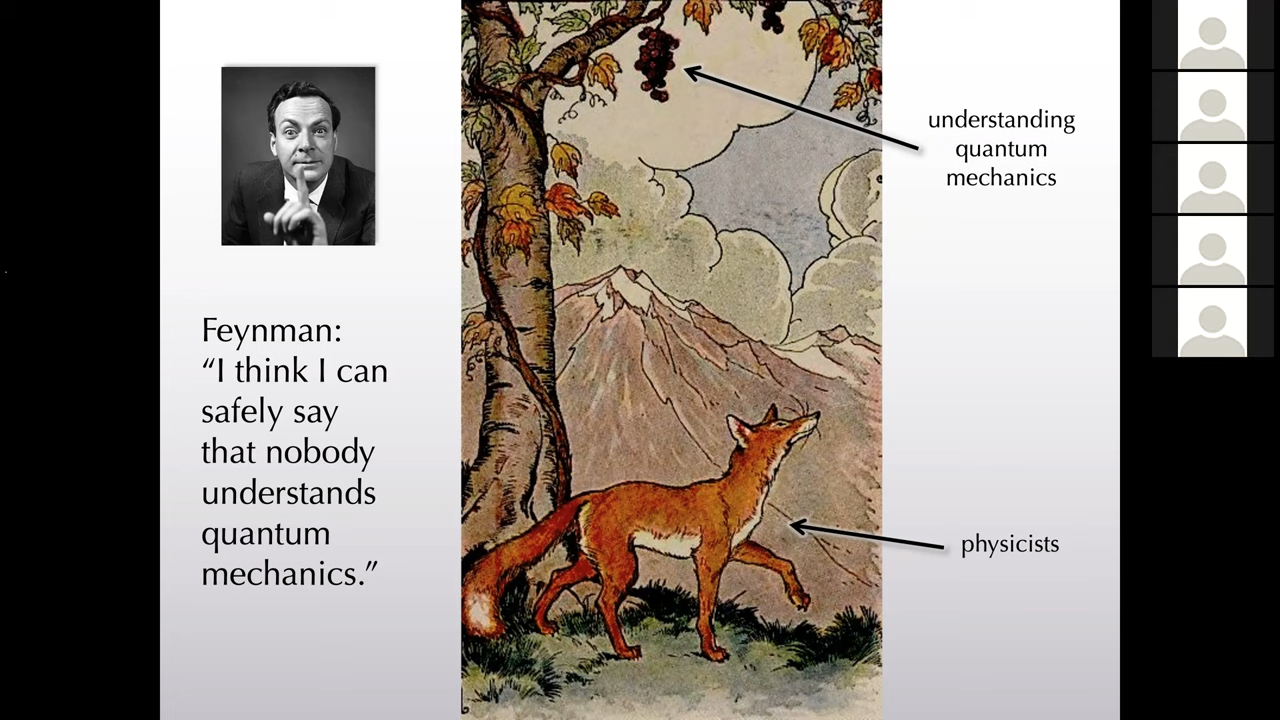 Feynman:
“I think I can
safely say
that nobody
understands
quantum
mechanics.”
understanding
quantum
mechanics
physicists